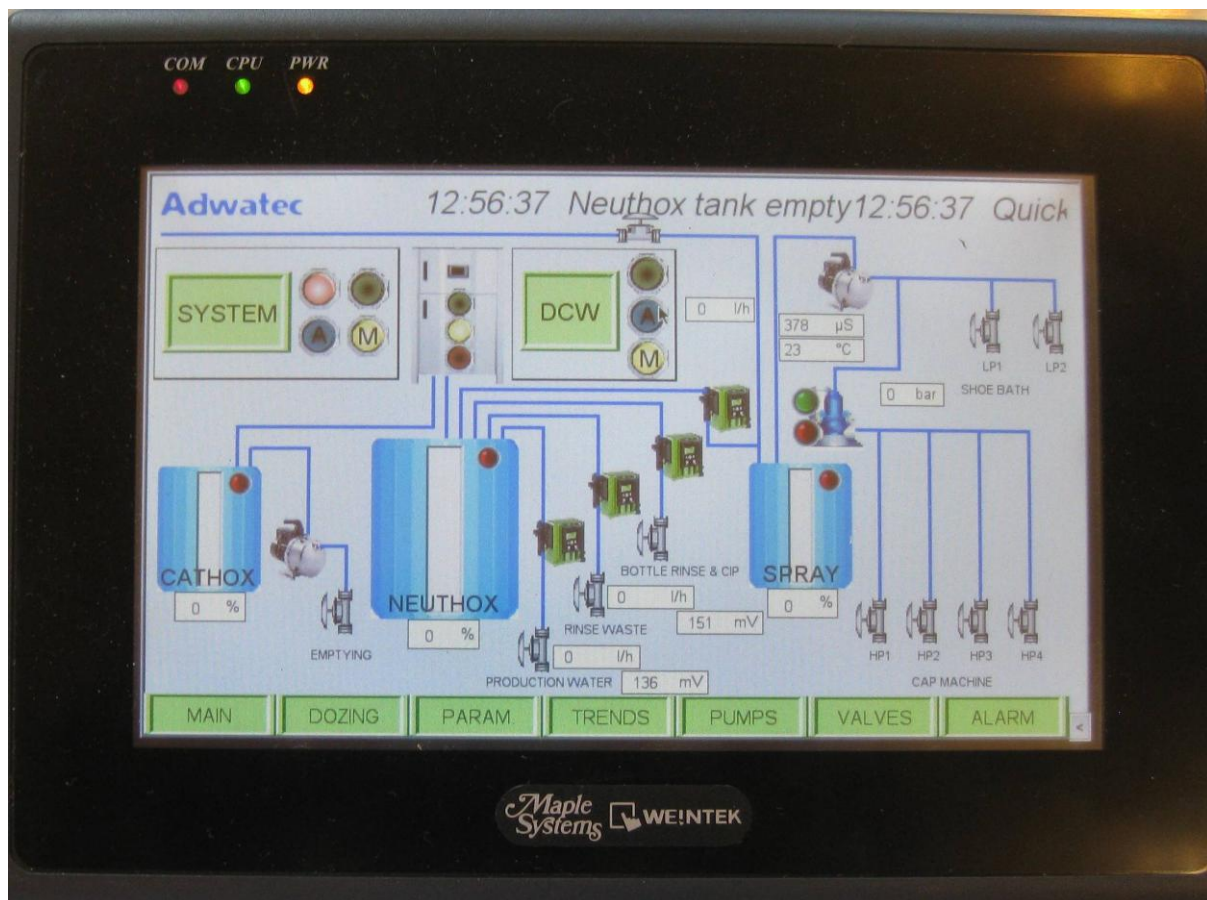 COM CPU PWR
Adwatec 12:56:37 Neuthox tank empty12:56:37 Quick
SYSTEM
A M
DCW
A
M
0 l/h
378 µS
23 °C
LP1 LP2
SHOE BATH
0 bar
CATHOX
0 %
EMPTYING
NEUTHOX
0 %
BOTTLE RINSE & CIP
0 l/h
151 mV
RINSE WASTE
0 l/h
PRODUCTION WATER 136 mV
SPRAY
0 %
HP1 HP2 HP3 HP4
CAP MACHINE
MAIN DOZING PARAM. TRENDS PUMPS VALVES ALARM
<
Maple Systems WEINTEK